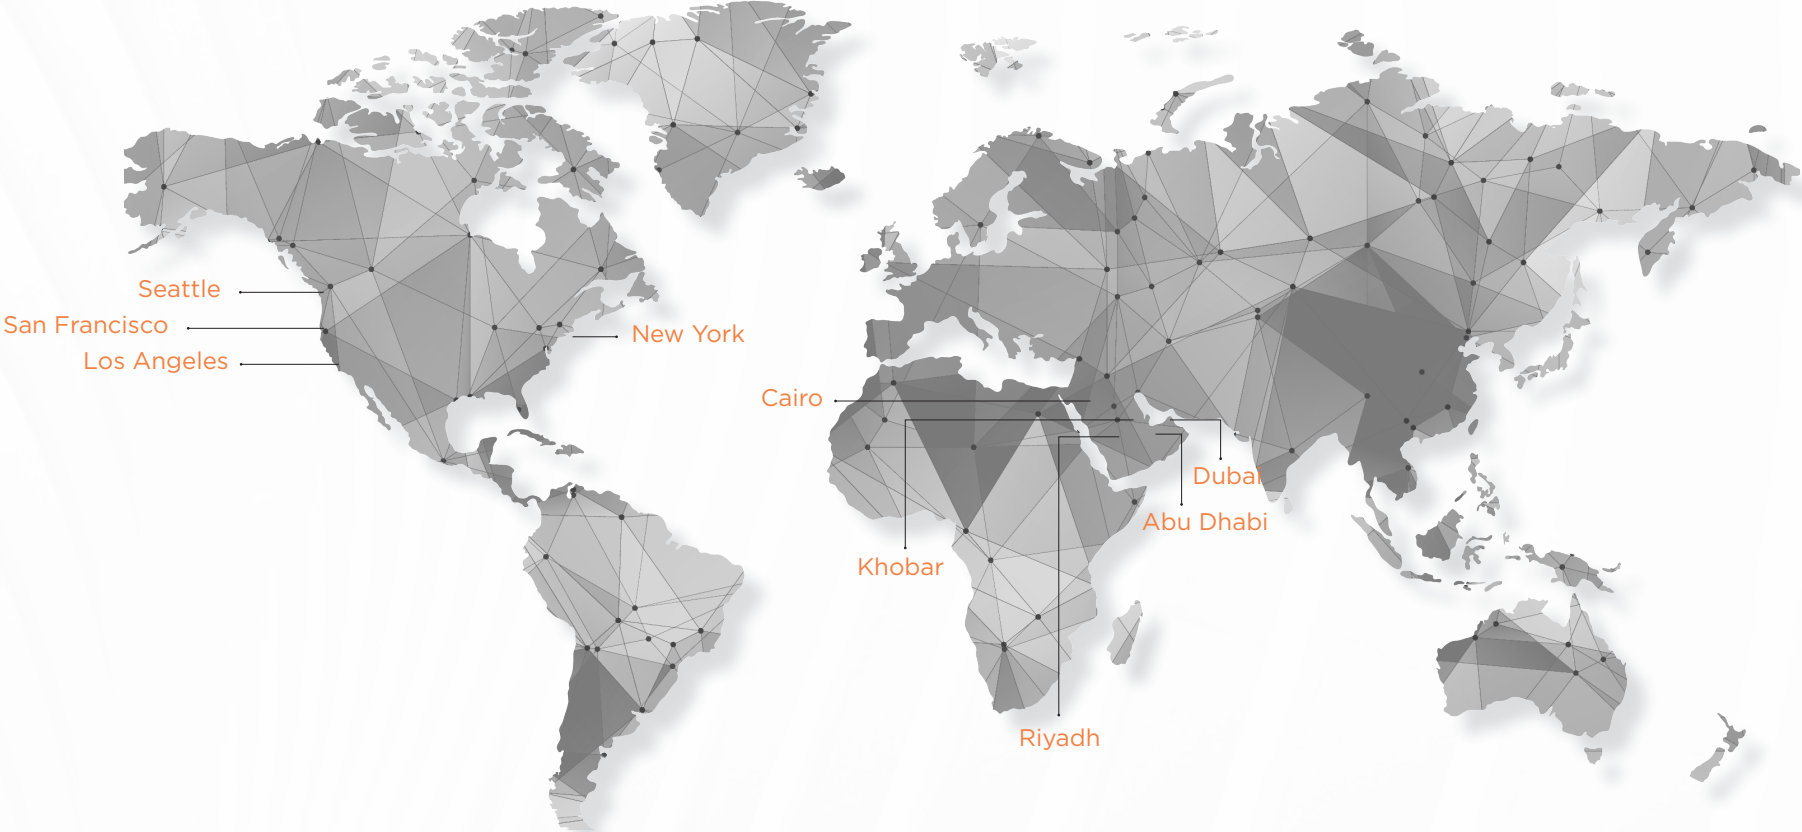 Seattle
San Francisco
Los Angeles
New York
Cairo
Dubai
Abu Dhabi
Khobar
Riyadh